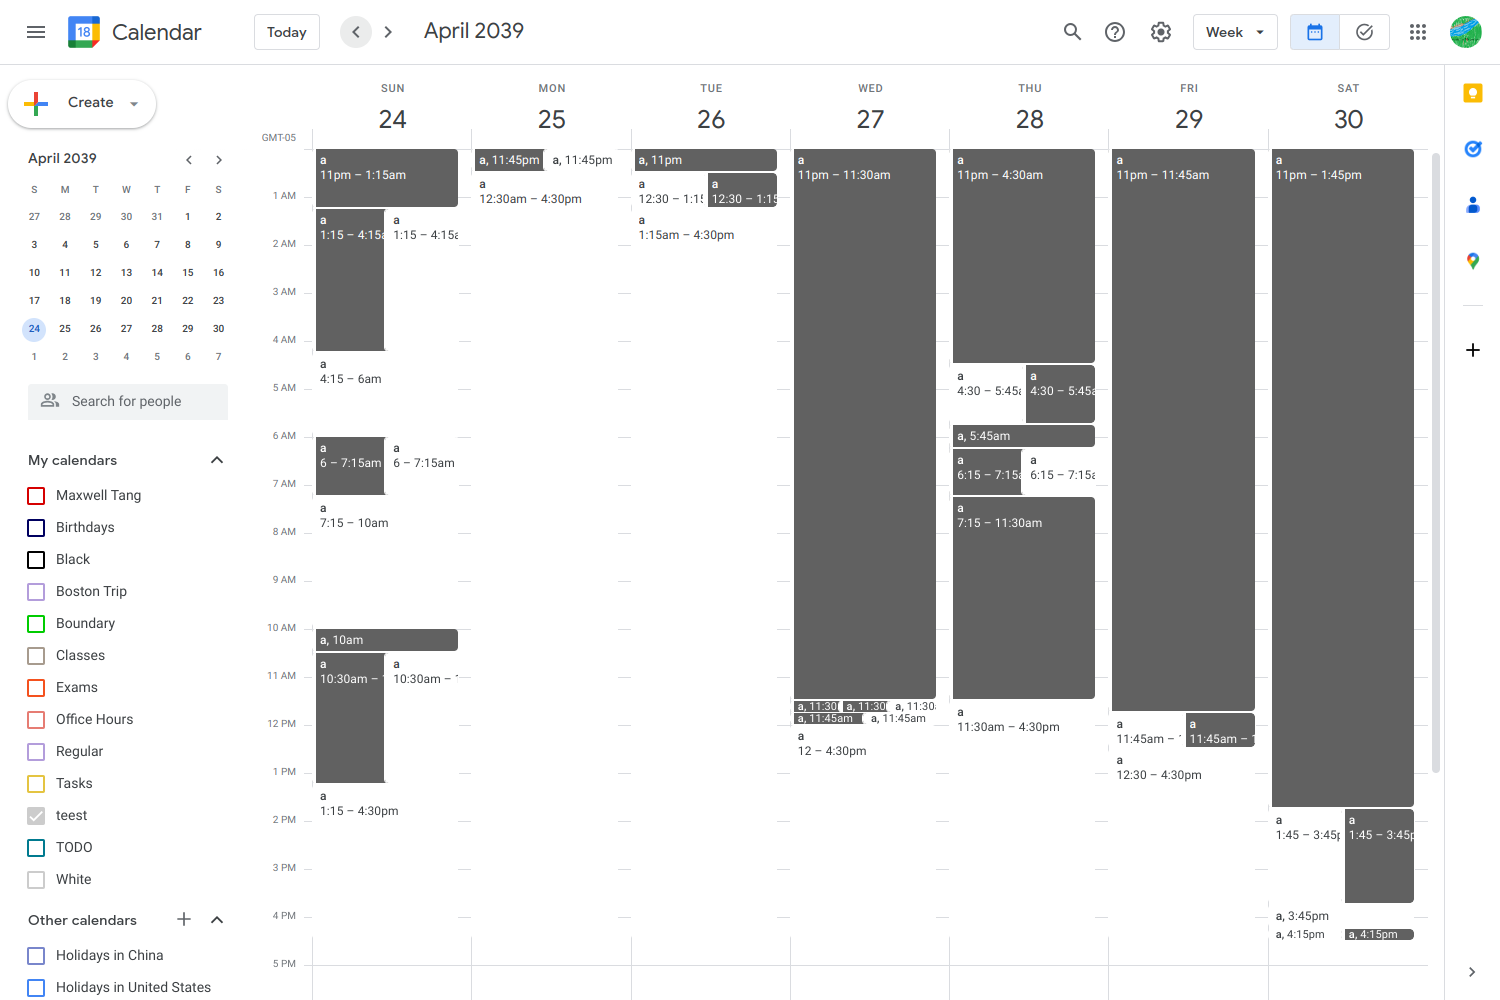 18 Calendar Today April 2039 Week
Create
April 2039
S M T W T F S
27 28 29 30 31 1 2
3 4 5 6 7 8 9
10 11 12 13 14 15 16
17 18 19 20 21 22 23
24 25 26 27 28 29 30
1 2 3 4 5 6 7
Search for people
My calendars
Maxwell Tang
Birthdays
Black
Boston Trip
Boundary
Classes
Exams
Office Hours
Regular
Tasks
teest
TODO
White
Other calendars
Holidays in China
Holidays in United States
SUN MON TUE WED THU FRI SAT
24 25 26 27 28 29 30
GMT-05
1 AM
2 AM
3 AM
4 AM
5 AM
6 AM
7 AM
8 AM
9 AM
10 AM
11 AM
12 PM
1 PM
2 PM
3 PM
4 PM
5 PM
a
11pm – 1:15am
a
1:15 – 4:15a
a
1:15 – 4:15a
a
4:15 – 6am
a
6 – 7:15am
a
6 – 7:15am
a
7:15 – 10am
a, 10am
a
10:30am –
a
10:30am –
a
1:15 – 4:30pm
a, 11:45pm
a, 11:45pm
a
12:30am – 4:30pm
a, 11pm
a
12:30 – 1:15
a
12:30 – 1:15
a
1:15am – 4:30pm
a
11pm – 11:30am
a, 11:30
a, 11:30
a, 11:30
a, 11:45am
a, 11:45am
a
12 – 4:30pm
a
11pm – 4:30am
a
4:30 – 5:45a
a
4:30 – 5:45a
a, 5:45am
a
6:15 – 7:15a
a
6:15 – 7:15a
a
7:15 – 11:30am
a
11:30am – 4:30pm
a
11pm – 11:45am
a
11:45am –
a
11:45am – 1
a
12:30 – 4:30pm
a
11pm – 1:45pm
a
1:45 – 3:45p
a
1:45 – 3:45p
a, 3:45pm
a, 4:15pm
a, 4:15pm